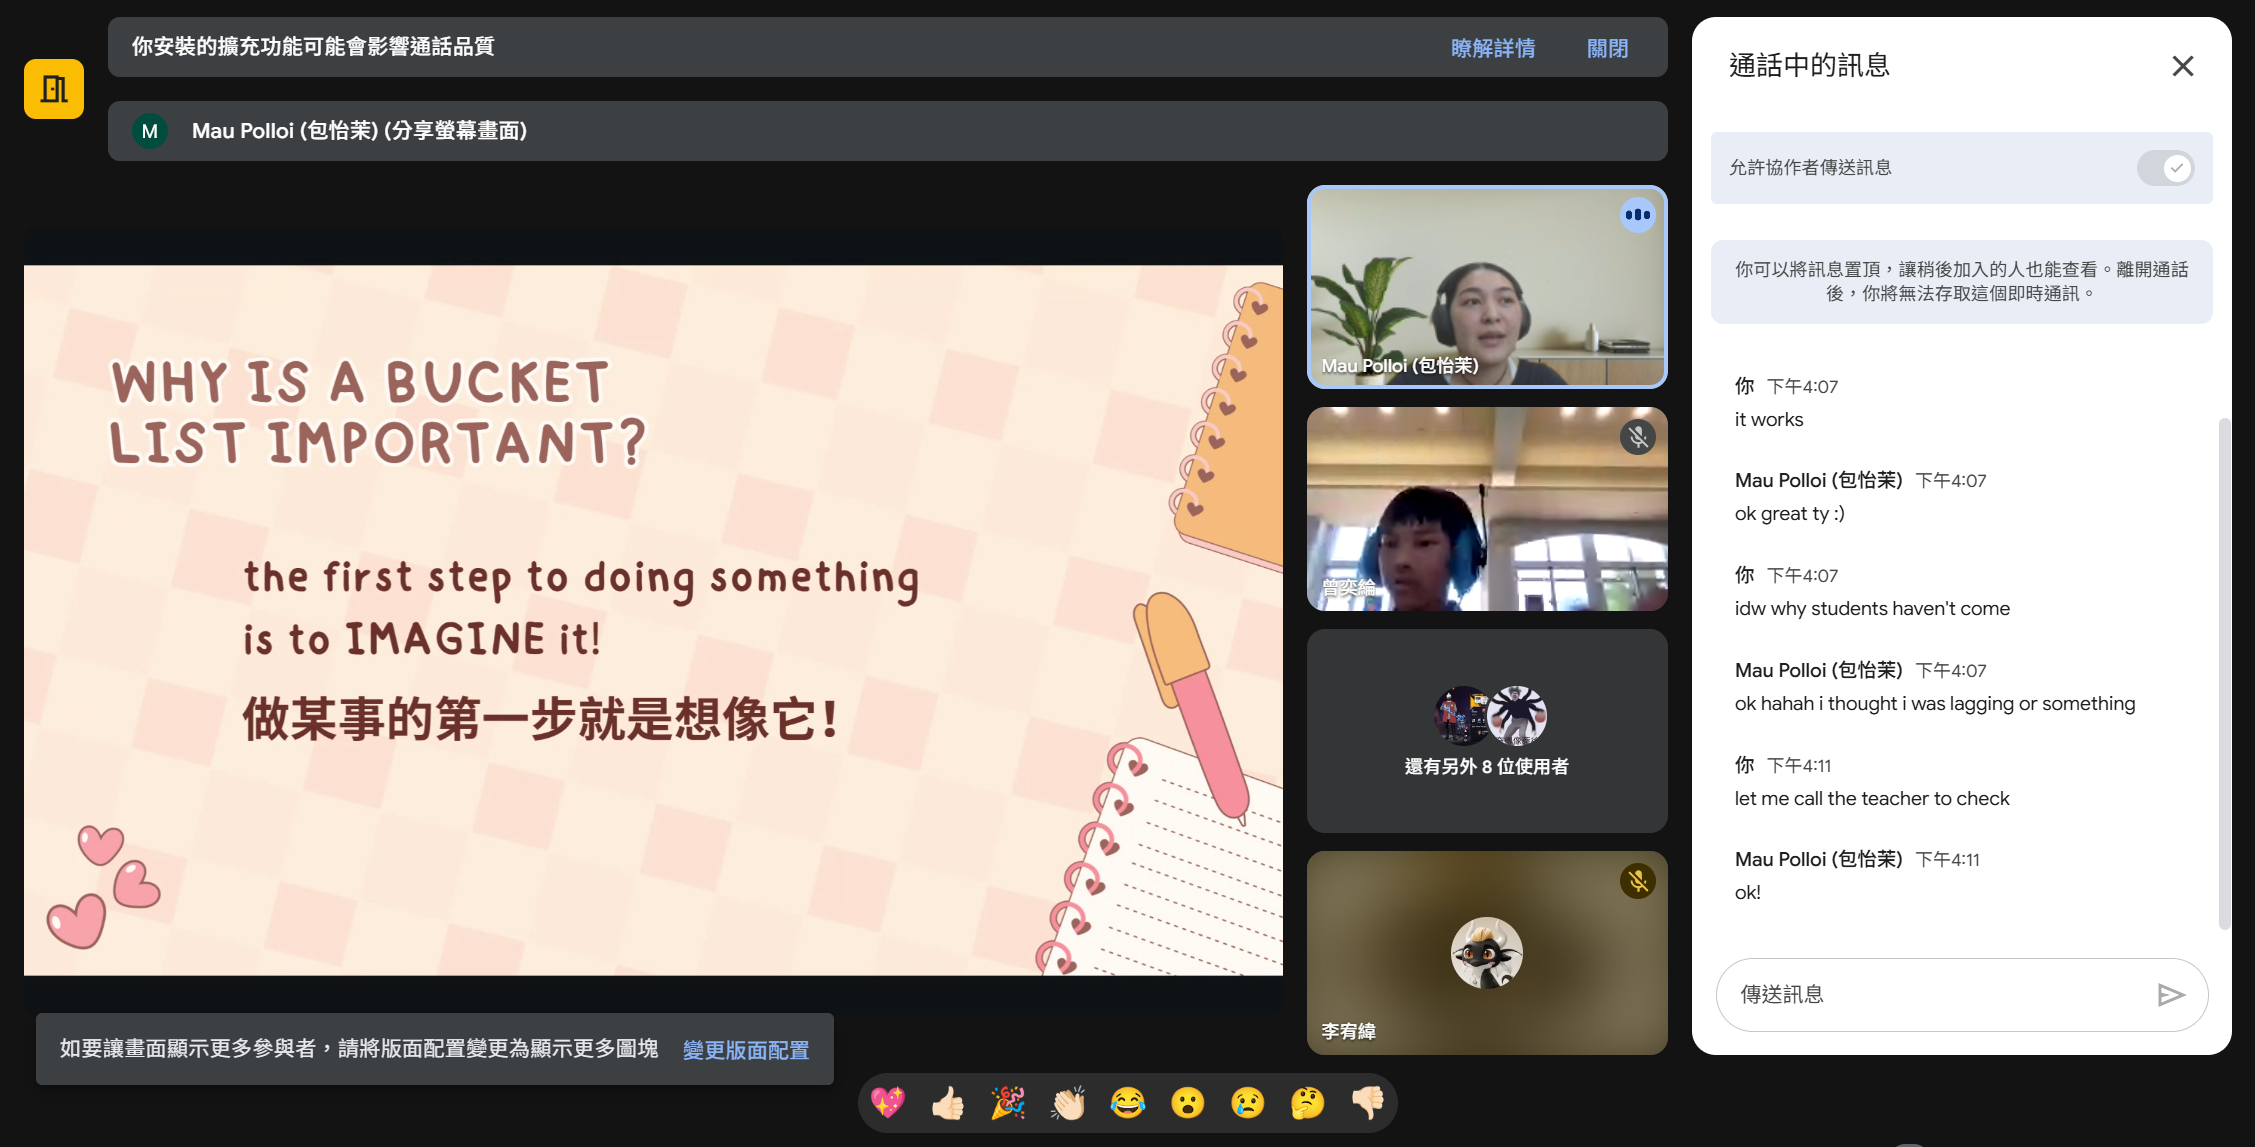 你安裝的擴充功能可能會影響通話品質
瞭解詳情
關閉
M
Mau Polloi (包怡茉) (分享螢幕畫面)
WHY IS A BUCKET
LIST IMPORTANT?
the first step to doing something
is to IMAGINE it!
做某事的第一步就是想像它!
Mau Polloi (包怡茉)
曾奕綸
還有另外 8 位使用者
李宥緯
如要讓畫面顯示更多參與者，請將版面配置變更為顯示更多圖塊
變更版面配置
通話中的訊息
允許協作者傳送訊息
你可以將訊息置頂，讓稍後加入的人也能查看。離開通話
後，你將無法存取這個即時通訊。
你 下午4:07
it works
Mau Polloi (包怡茉) 下午4:07
ok great ty :)
你 下午4:07
idw why students haven't come
Mau Polloi (包怡茉) 下午4:07
ok hahah i thought i was lagging or something
你 下午4:11
let me call the teacher to check
Mau Polloi (包怡茉) 下午4:11
ok!
傳送訊息